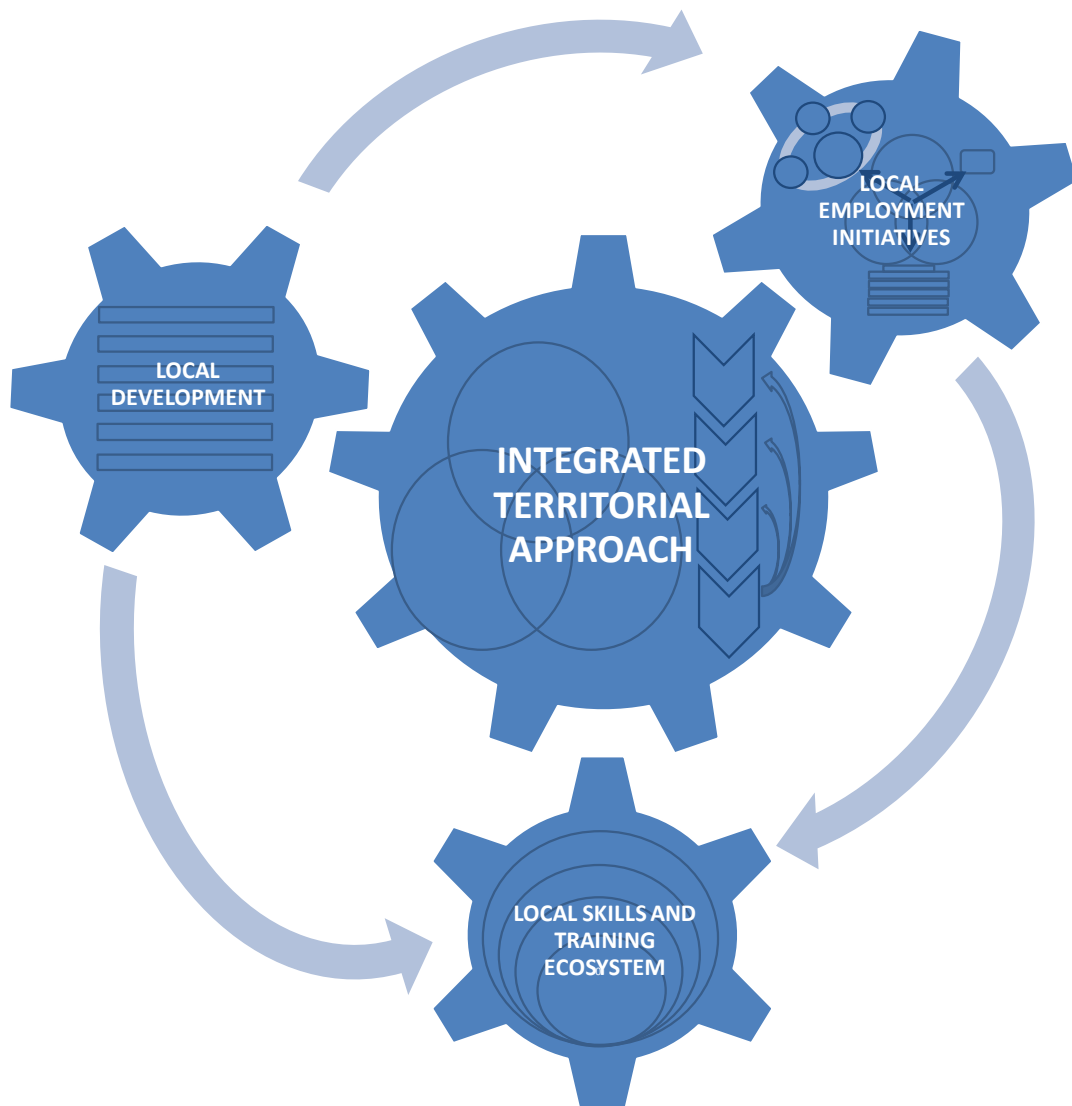 LOCAL
EMPLOYMENT
INITIATIVES
LOCAL
DEVELOPMENT
INTEGRATED
TERRITORIAL
APPROACH
LOCAL SKILLS AND
TRAINING
ECOSYSTEM